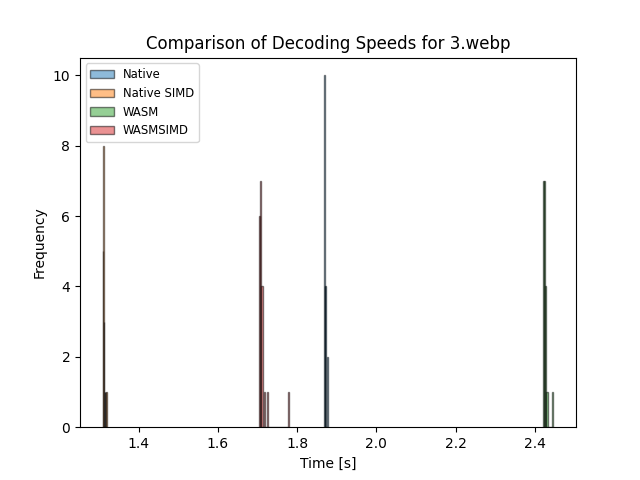 Comparison of Decoding Speeds for 3.webp
Native
Native SIMD
WASM
WASMSIMD
Frequency
10
8
6
4
2
0
1.4 1.6 1.8 2.0 2.2 2.4
Time [s]